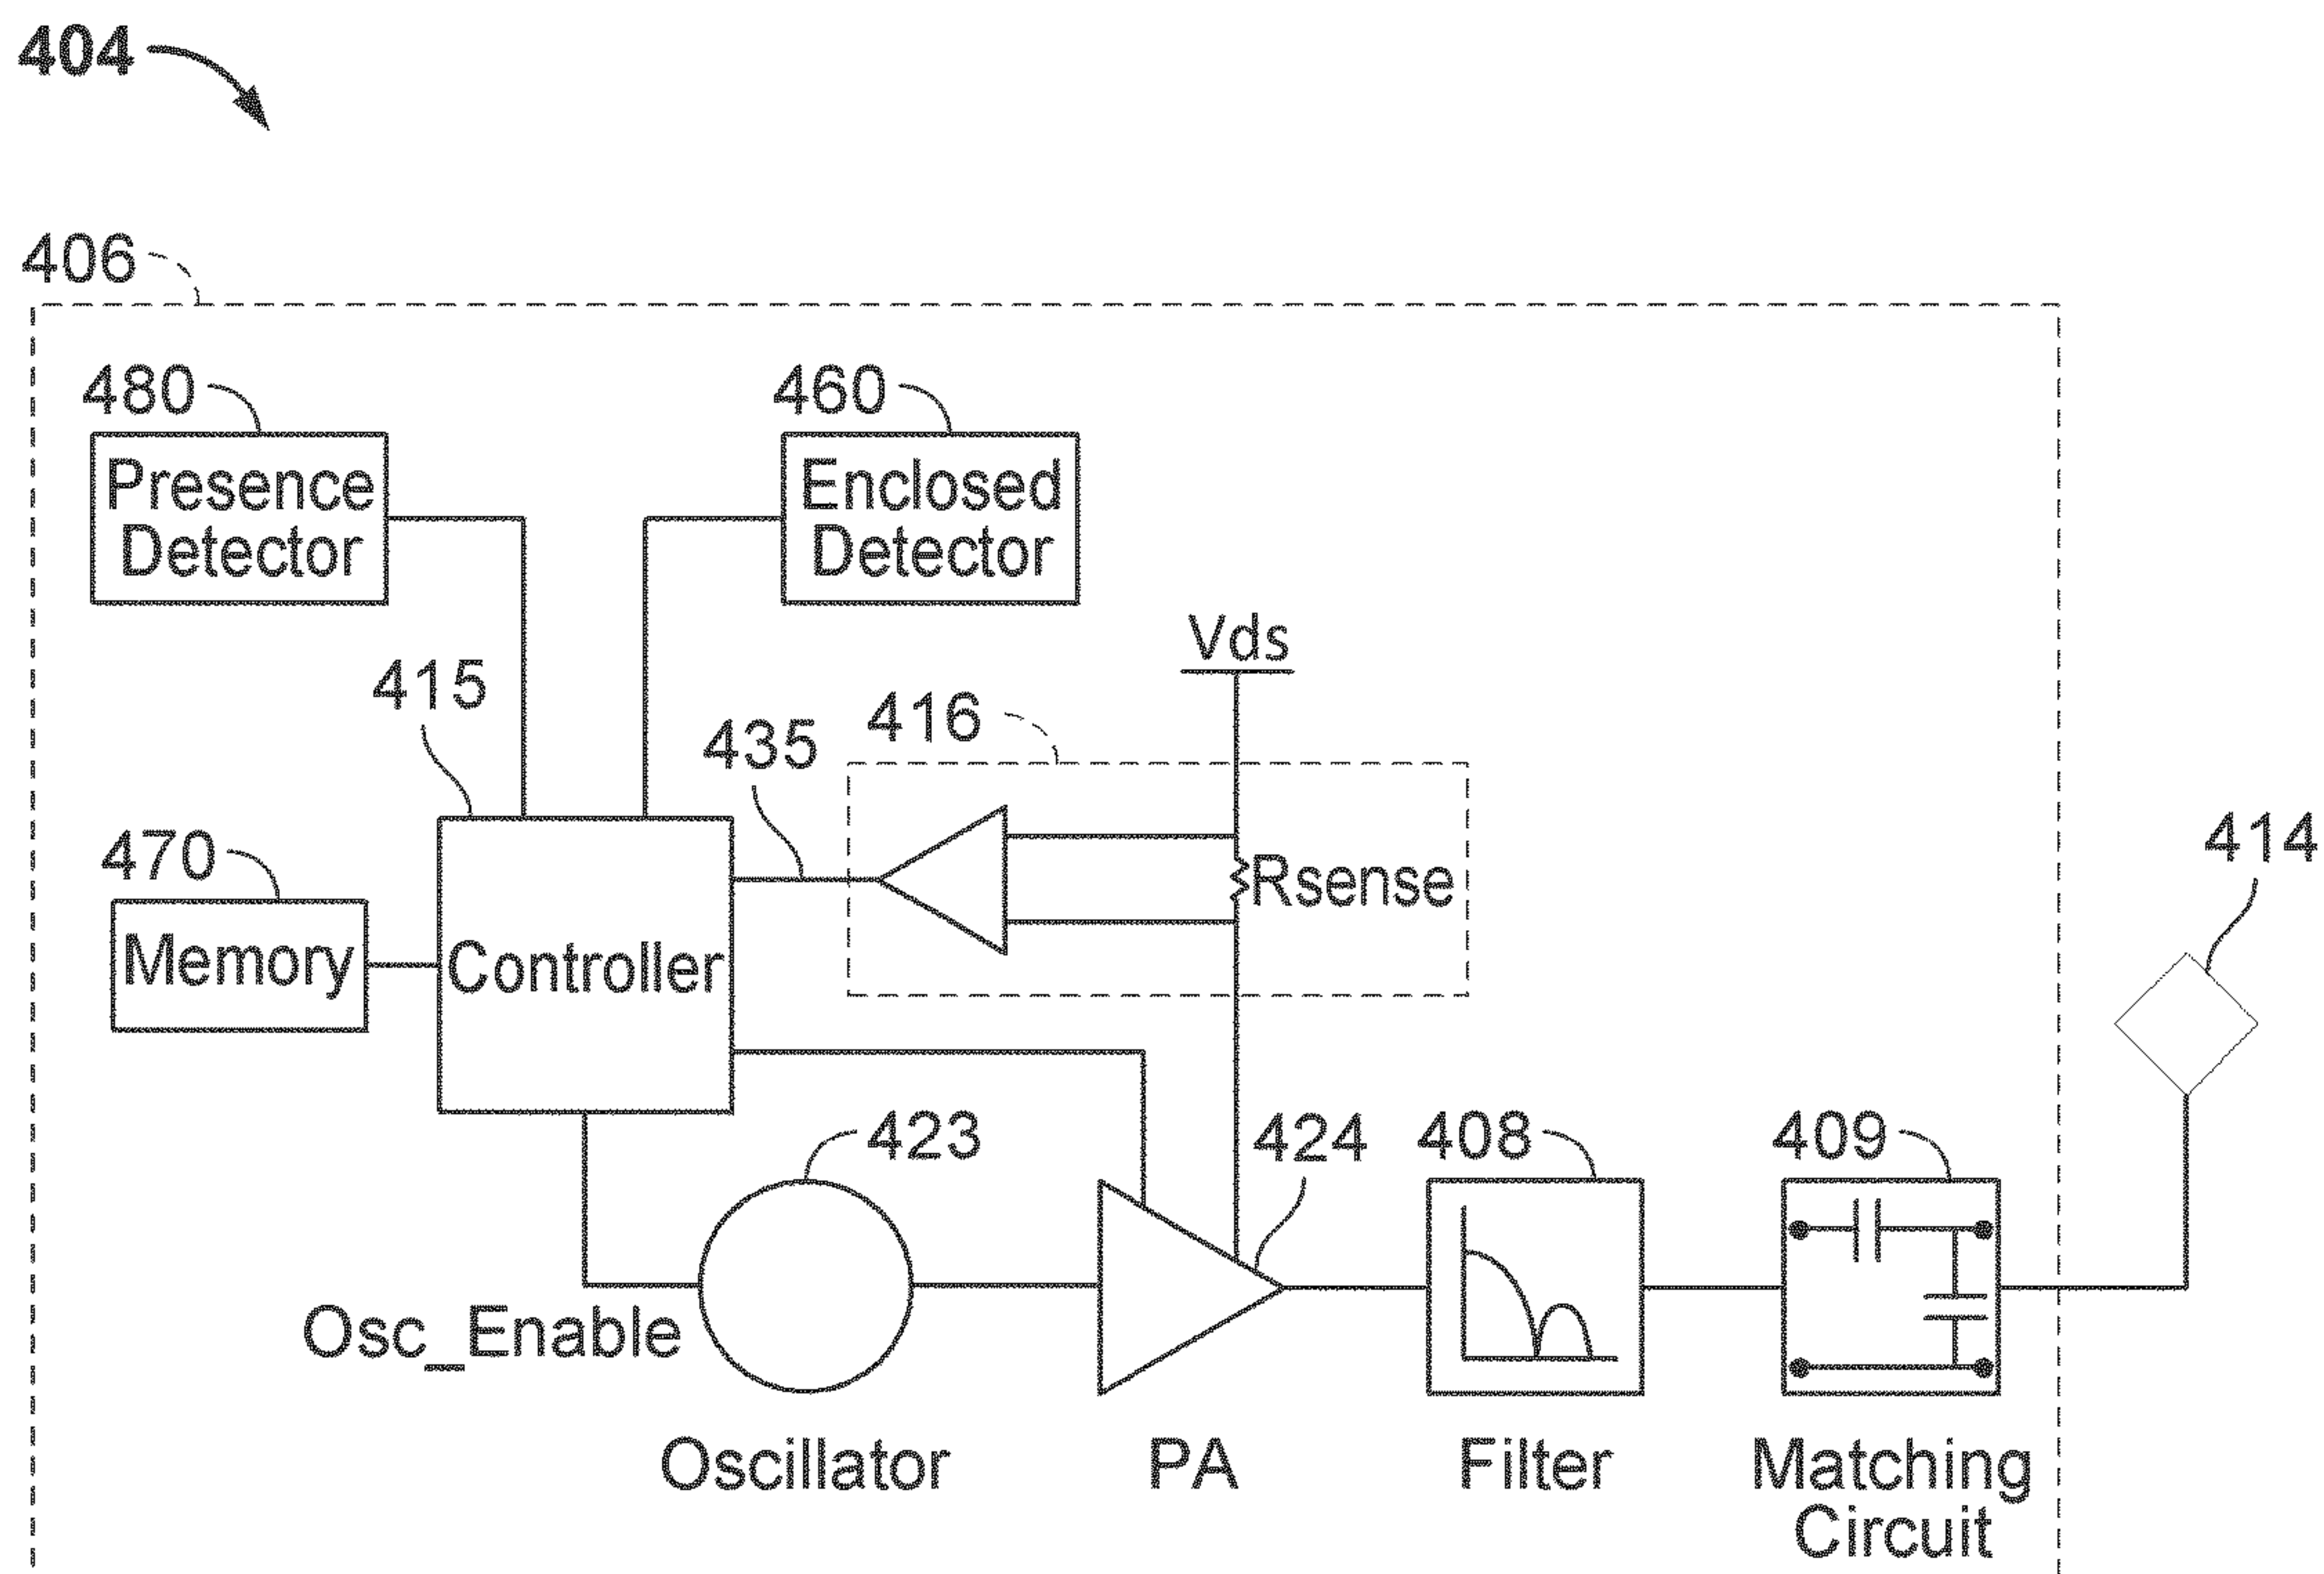 404
406
480
460
Presence
Detector
Enclosed
Detector
Vds
415
416
435
470
414
Rsense
Memory
Controller
423
424
408
409
Osc_Enable
Oscillator
PA
Filter
Matching
Circuit